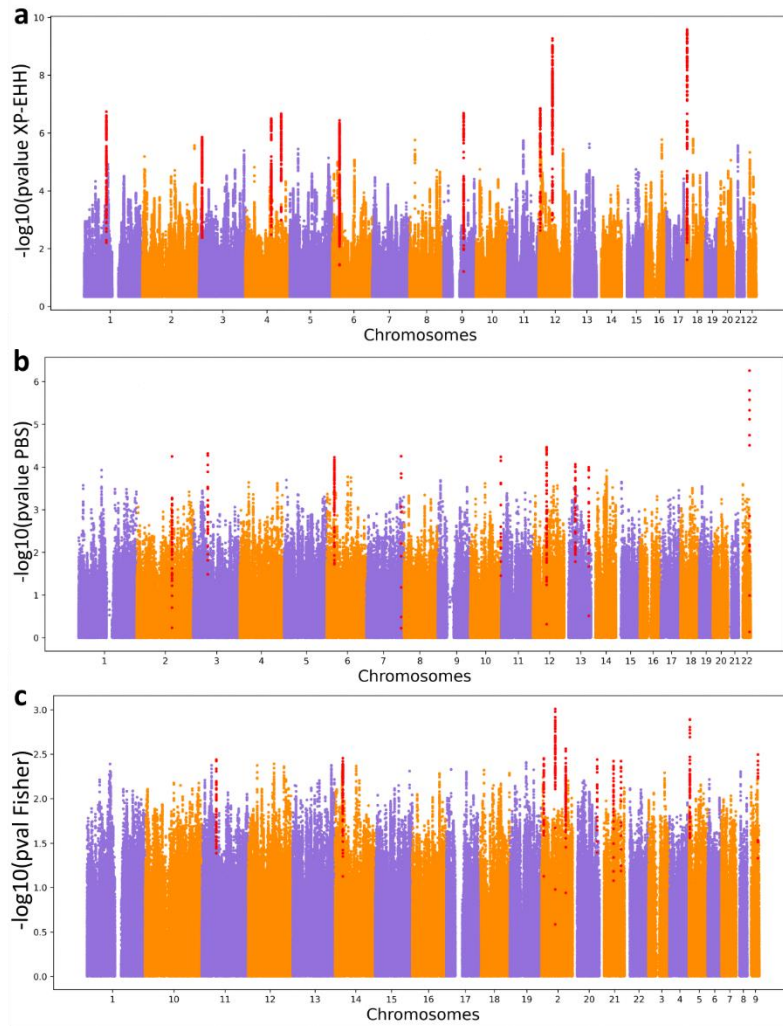 a
-log10(pvalue XP-EHH)
10
8
6
4
2
0
1 2 3 4 5 6 7 8 9 10 11 12 13 14 15 16 17 18 19 20 21 22
Chromosomes
b
-log10(pvalue PBS)
6
5
4
3
2
1
0
1 2 3 4 5 6 7 8 9 10 11 12 13 14 15 16 17 18 19 20 21 22
Chromosomes
c
-log10(pval Fisher)
3.0
2.5
2.0
1.5
1.0
0.5
0.0
1 10 11 12 13 14 15 16 17 18 19 2 20 21 22 3 4 5 6 7 8 9
Chromosomes